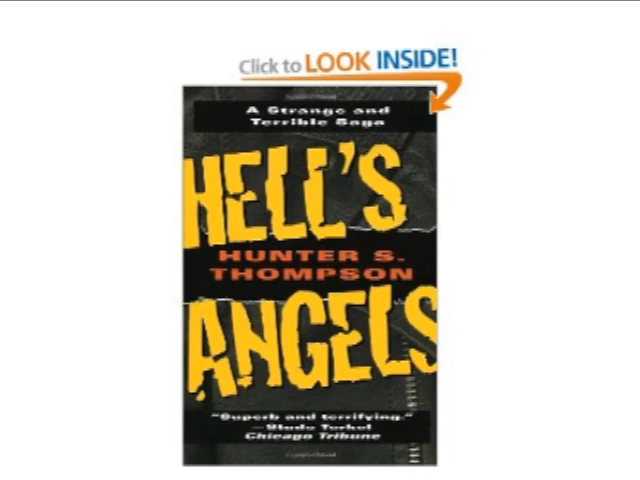 Click to LOOK INSIDE!
A Strange and
Terrible Saga
HELL'S
HUNTER S.
THOMPSON
ANGELS
"Superb and terrifying."
—Studs Terkel
Chicago Tribune